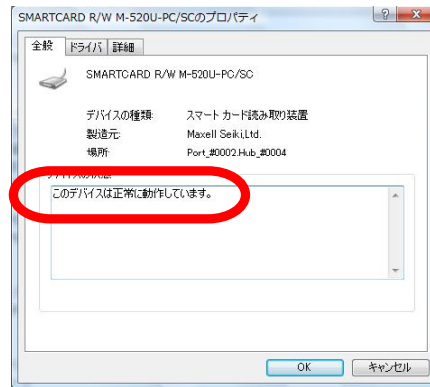 SMARTCARD R/W M-520U-PC/SCのプロパティ
全般 ドライバ 詳細
SMARTCARD R/W M-520U-PC/SC
デバイスの種類: スマート カード読み取り装置
製造元: Maxell Seiki,Ltd.
場所: Port_#0002.Hub_#0004
このデバイスは正常に動作しています。
OK キャンセル